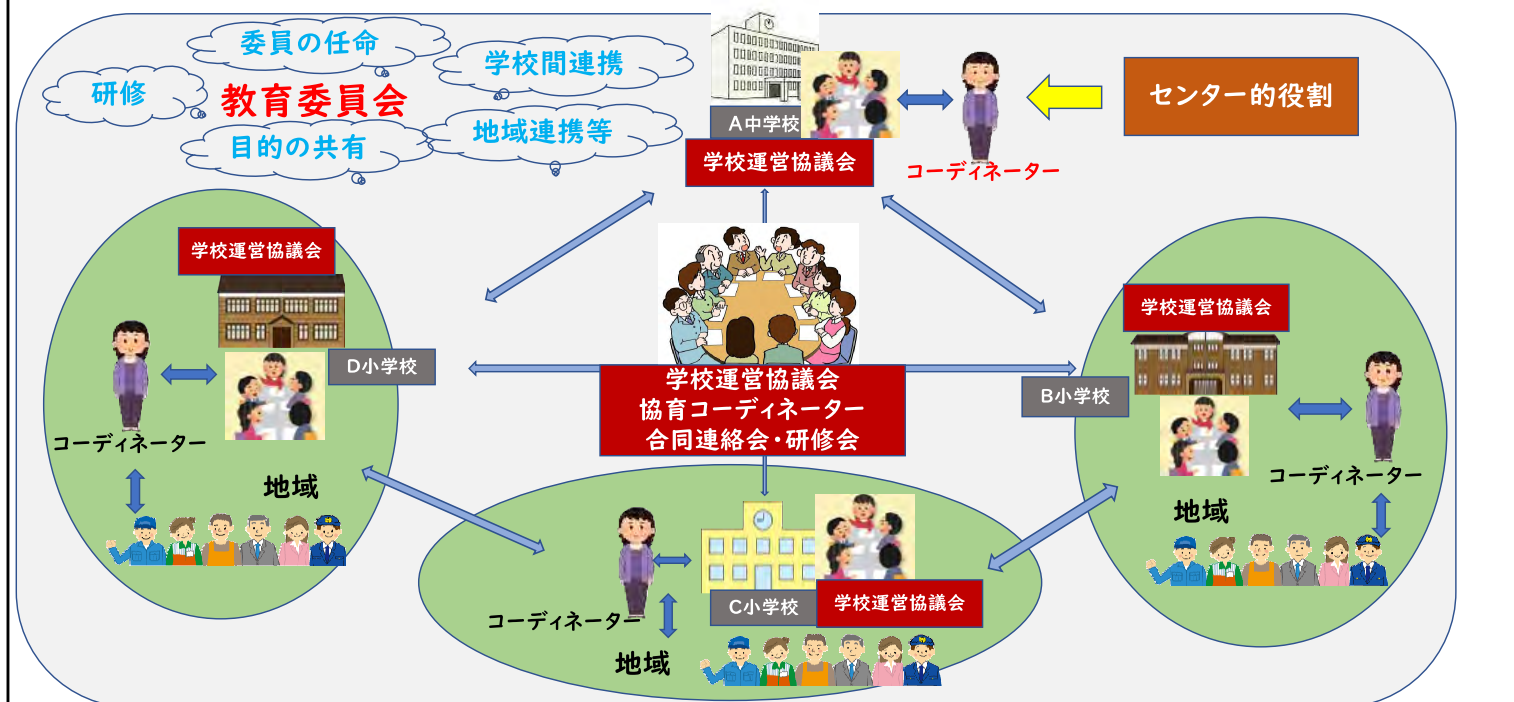 委員の任命
学校間連携
研修
教育委員会
地域連携等
目的の共有
A中学校
学校運営協議会
コーディネーター
センター的役割
学校運営協議会
D小学校
コーディネーター
地域
学校運営協議会
協育コーディネーター
合同連絡会・研修会
学校運営協議会
B小学校
コーディネーター
地域
C小学校
学校運営協議会
コーディネーター
地域